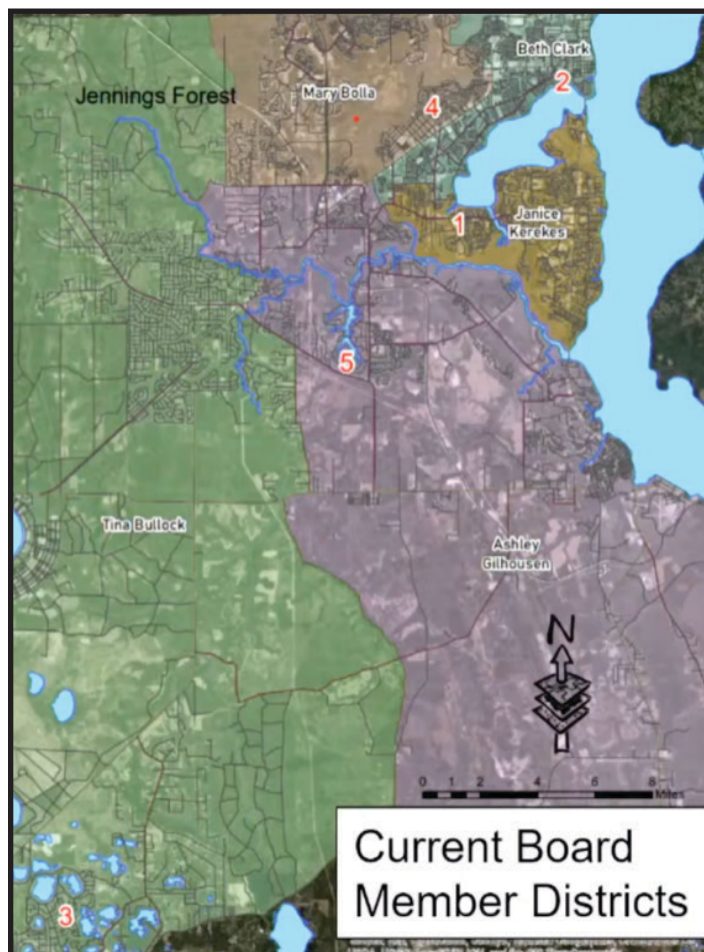 Beth Clark
2
Jennings Forest
Mary Bolla
4
1
Janice
Kerekes
5
Tina Bullock
Ashley
Gilhousen
N
0 1 2 4 6 8
Miles
3
Current Board
Member Districts